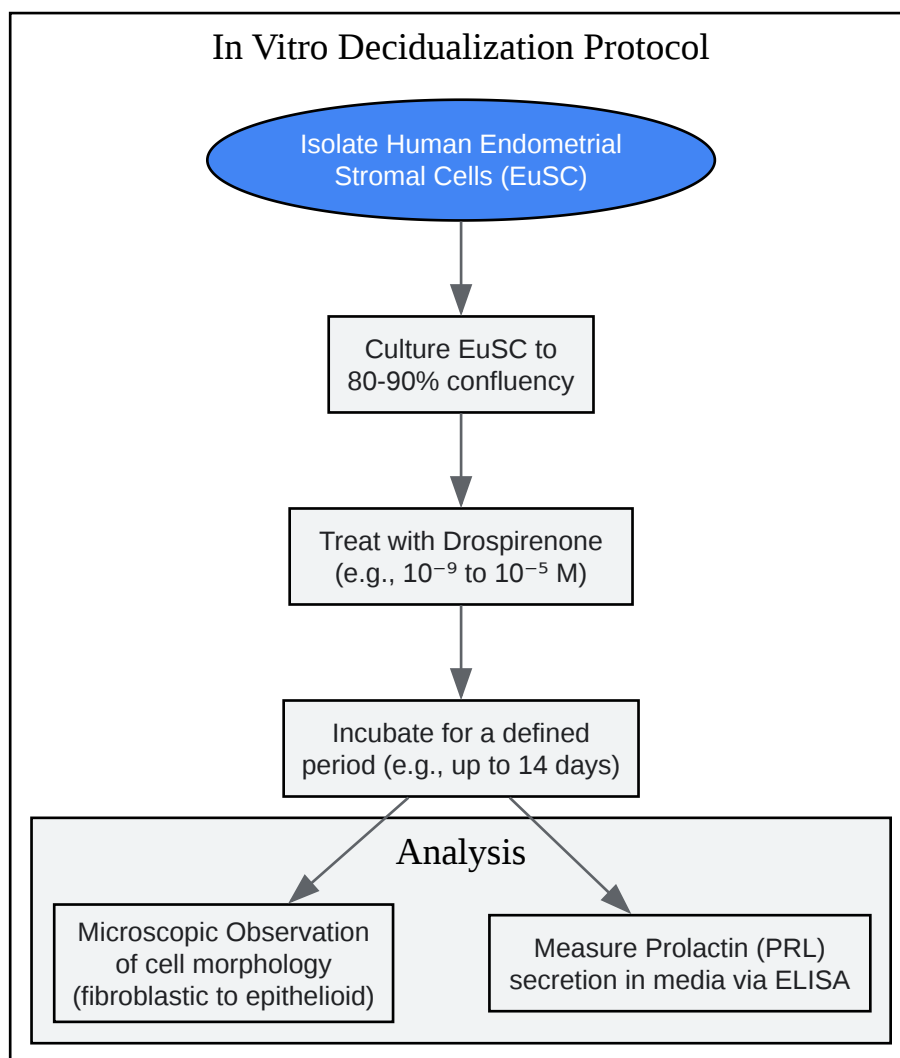 In Vitro Decidualization Protocol
Isolate Human Endometrial
Stromal Cells (EuSC)
Culture EuSC to
80-90% confluency
Treat with Drospirenone
(e.g., 10⁻⁹ to 10⁻⁵ M)
Incubate for a defined
period (e.g., up to 14 days)
Analysis
Microscopic Observation
of cell morphology
(fibroblastic to epithelioid)
Measure Prolactin (PRL)
secretion in media via ELISA